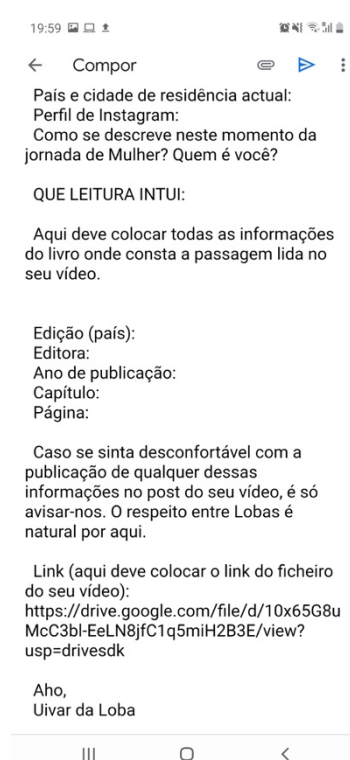 19:59
Compor
País e cidade de residência actual:
Perfil de Instagram:
Como se descreve neste momento da
jornada de Mulher? Quem é você?
QUE LEITURA INTUI:
Aqui deve colocar todas as informações
do livro onde consta a passagem lida no
seu vídeo.
Edição (país):
Editora:
Ano de publicação:
Capítulo:
Página:
Caso se sinta desconfortável com a
publicação de qualquer dessas
informações no post do seu vídeo, é só
avisar-nos. O respeito entre Lobas é
natural por aqui.
Link (aqui deve colocar o link do ficheiro
do seu vídeo):
https://drive.google.com/file/d/10x65G8u
McC3bl-EeLN8jfC1q5miH2B3E/view?
usp=drivesdk
Aho,
Uivar da Loba